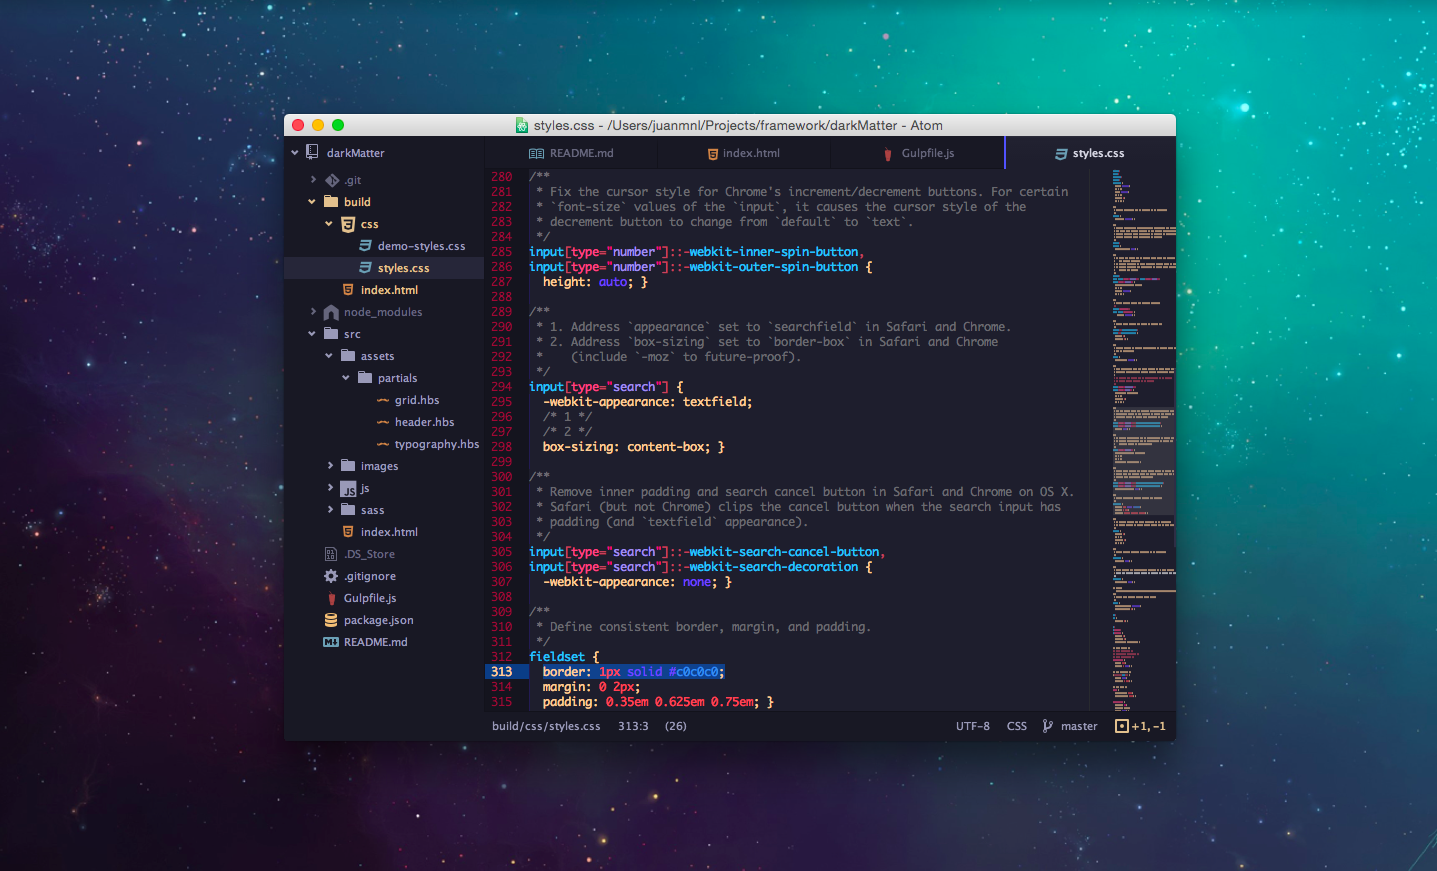 styles.css - /Users/juanmnl/Projects/framework/darkMatter - Atom
darkMatter
.git
build
css
demo-styles.css
styles.css
index.html
node_modules
src
assets
partials
grid.hbs
header.hbs
typography.hbs
images
JS js
sass
index.html
.DS_Store
.gitignore
Gulpfile.js
package.json
README.md
README.md index.html Gulpfile.js styles.css
280 /**
281  * Fix the cursor style for Chrome's increment/decrement buttons. For certain
282  * `font-size` values of the `input`, it causes the cursor style of the
283  * decrement button to change from `default` to `text`.
284  */
285 input[type="number"]::-webkit-inner-spin-button,
286 input[type="number"]::-webkit-outer-spin-button {
287   height: auto; }
288
289 /**
290  * 1. Address `appearance` set to `searchfield` in Safari and Chrome.
291  * 2. Address `box-sizing` set to `border-box` in Safari and Chrome
292  *    (include `-moz` to future-proof).
293  */
294 input[type="search"] {
295   -webkit-appearance: textfield;
296   /* 1 */
297   /* 2 */
298   box-sizing: content-box; }
299
300 /**
301  * Remove inner padding and search cancel button in Safari and Chrome on OS X.
302  * Safari (but not Chrome) clips the cancel button when the search input has
303  * padding (and `textfield` appearance).
304  */
305 input[type="search"]::-webkit-search-cancel-button,
306 input[type="search"]::-webkit-search-decoration {
307   -webkit-appearance: none; }
308
309 /**
310  * Define consistent border, margin, and padding.
311  */
312 fieldset {
313   border: 1px solid #c0c0c0;
314   margin: 0 2px;
315   padding: 0.35em 0.625em 0.75em; }
build/css/styles.css 313:3 (26) UTF-8 CSS master +1, -1